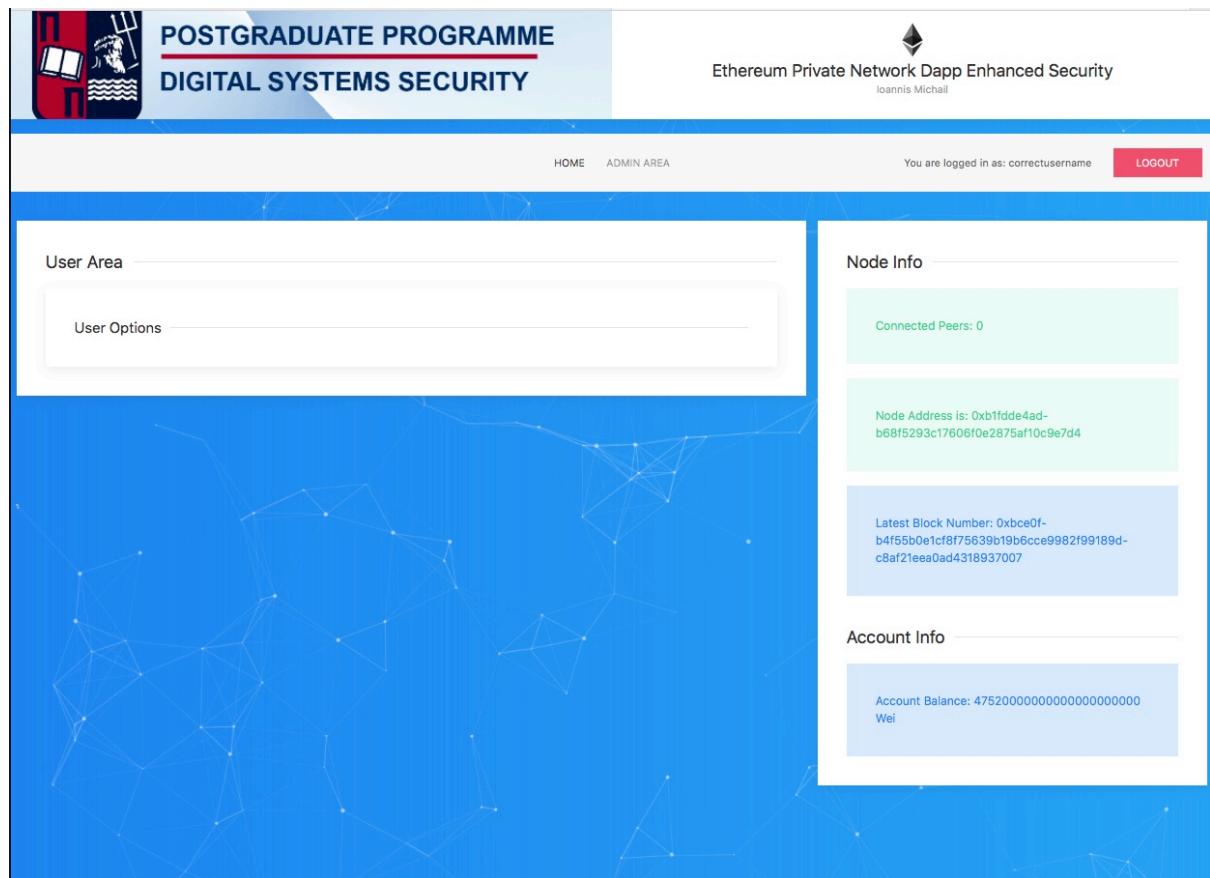 POSTGRADUATE PROGRAMME
DIGITAL SYSTEMS SECURITY
Ethereum Private Network Dapp Enhanced Security
Ioannis Michail
HOME ADMIN AREA You are logged in as: correctusername LOGOUT
User Area
User Options
Node Info
Connected Peers: 0
Node Address is: 0xb1fdde4ad-
b68f5293c17606f0e2875af10c9e7d4
Latest Block Number: 0xbce0f-
b4f55b0e1cf8f75639b19b6cce9982f99189d-
c8af21eea0ad4318937007
Account Info
Account Balance: 47520000000000000000000
Wei